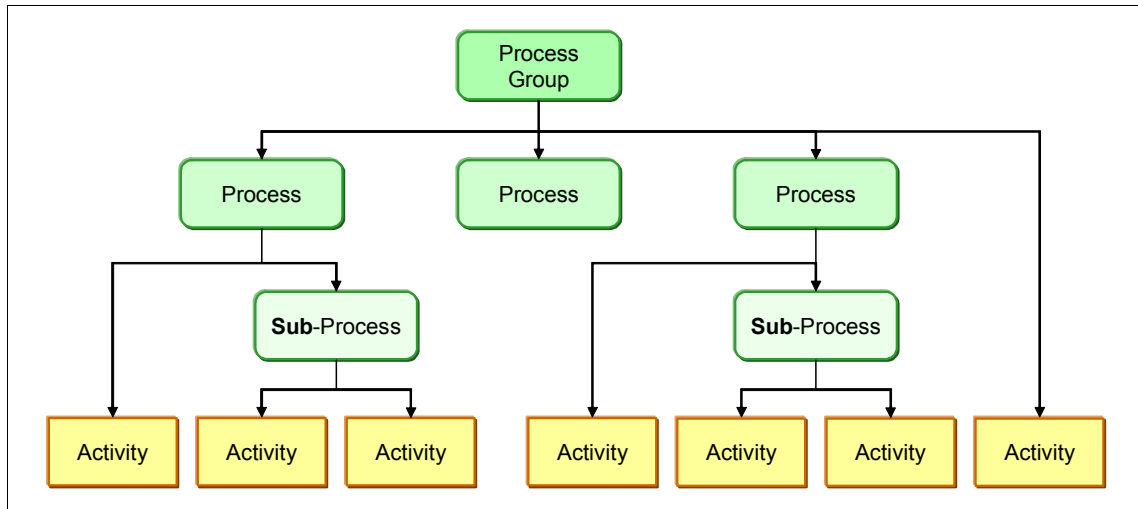 Process
Group
Process
Process
Process
Sub-Process
Sub-Process
Activity
Activity
Activity
Activity
Activity
Activity
Activity